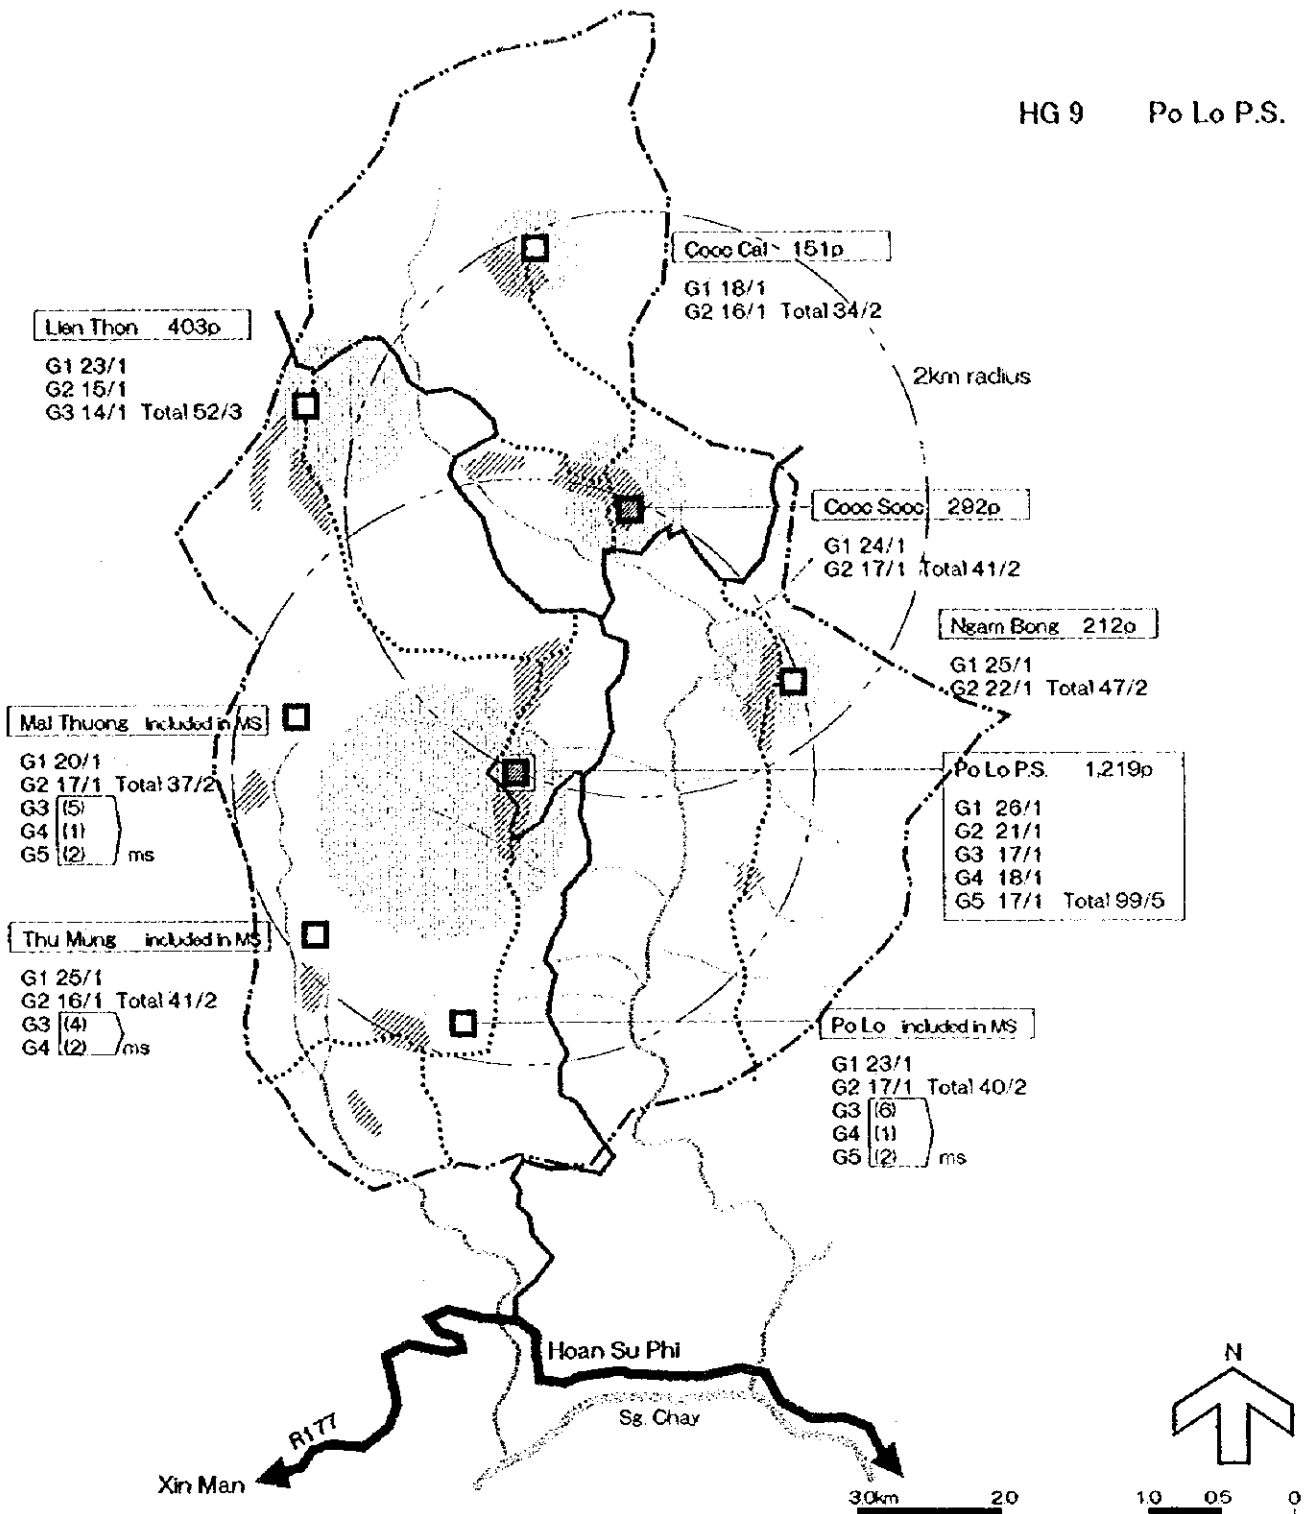 HG 9 Po Lo P.S.
Cooc Cal 151p
G1 18/1
G2 16/1 Total 34/2
Lien Thon 403p
G1 23/1
G2 15/1
G3 14/1 Total 52/3
2km radius
Cooc Sooc 292p
G1 24/1
G2 17/1 Total 41/2
Ngam Bong 212p
G1 25/1
G2 22/1 Total 47/2
Mal Thuong included in MS
G1 20/1
G2 17/1 Total 37/2
G3 (5)
G4 (1)
G5 (2) ms
Po Lo P.S. 1,219p
G1 26/1
G2 21/1
G3 17/1
G4 18/1
G5 17/1 Total 99/5
Thu Mung included in MS
G1 25/1
G2 16/1 Total 41/2
G3 (4)
G4 (2) ms
Po Lo included in MS
G1 23/1
G2 17/1 Total 40/2
G3 (6)
G4 (1)
G5 (2) ms
Hoan Su Phi
Sg. Chay
R177
Xin Man
N
3.0km 2.0 1.0 0.5 0